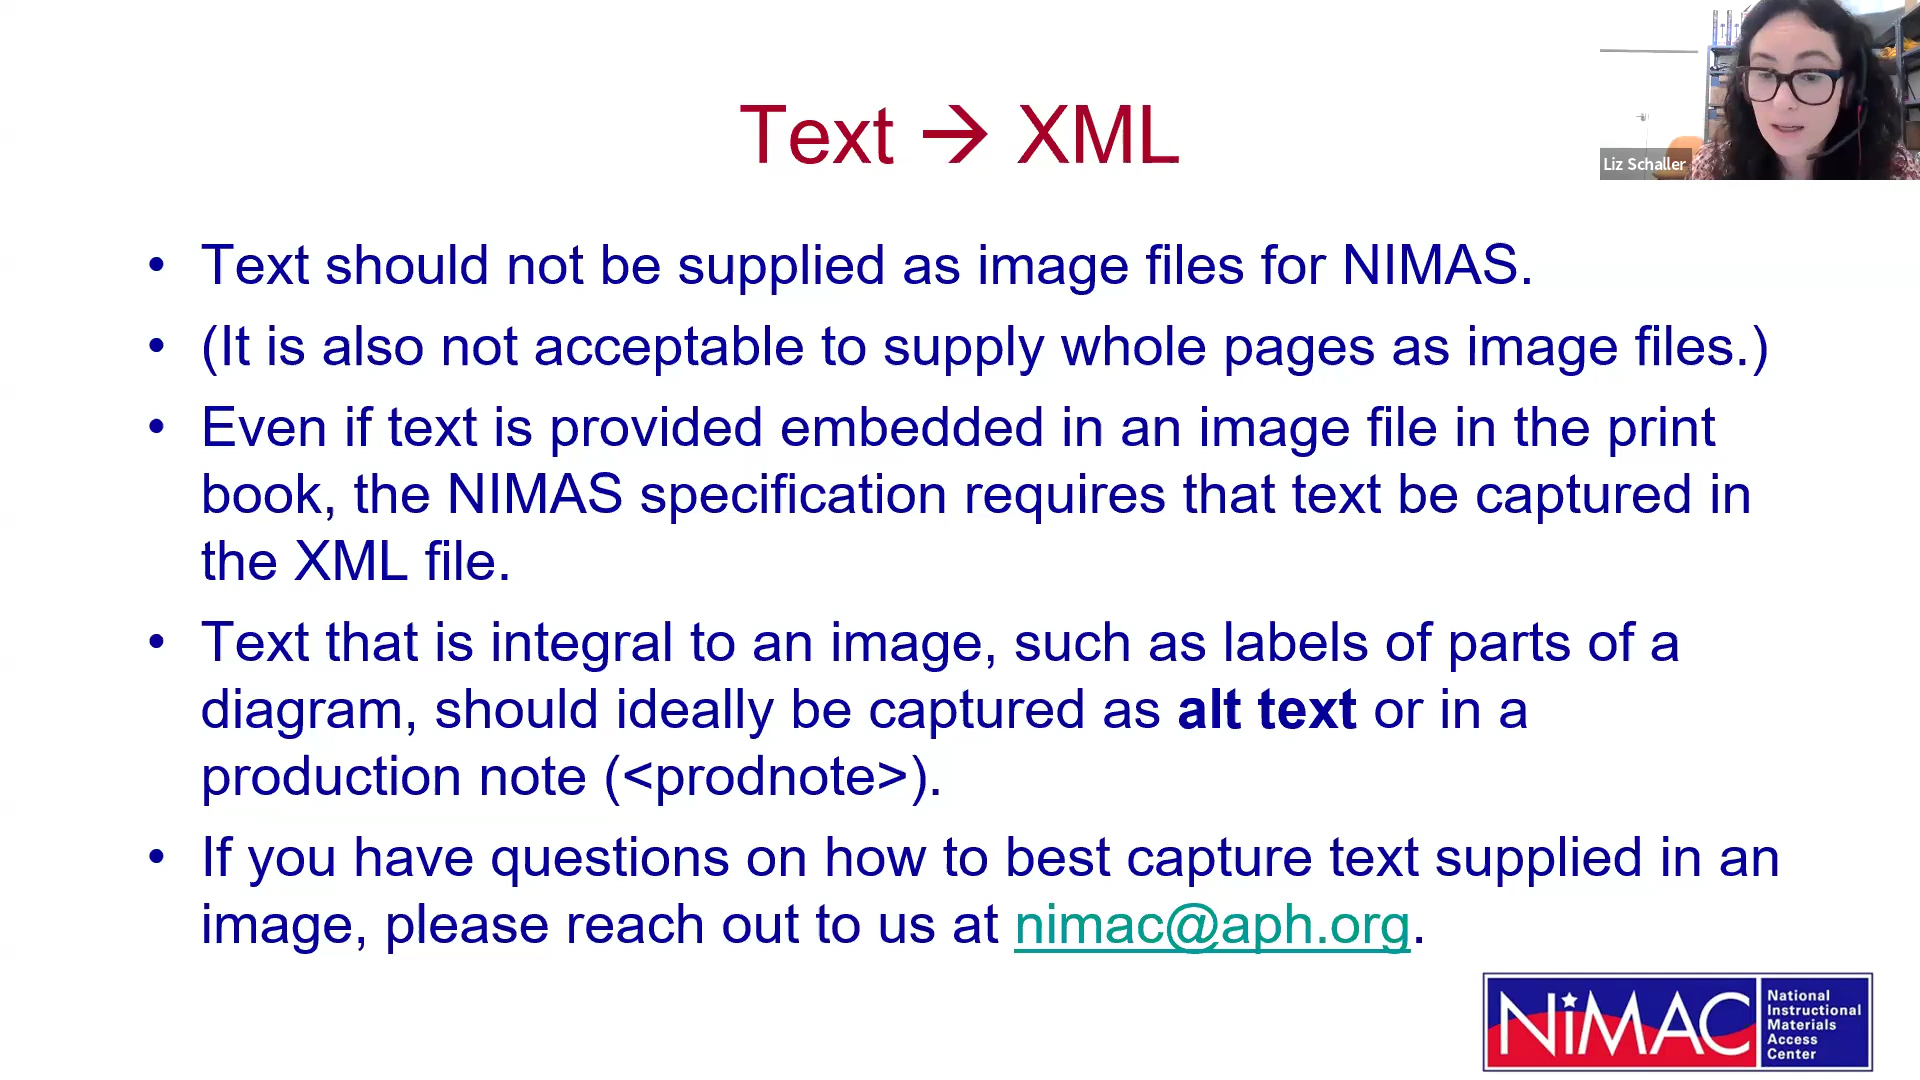 Text → XML
Liz Schaller
• Text should not be supplied as image files for NIMAS.
• (It is also not acceptable to supply whole pages as image files.)
• Even if text is provided embedded in an image file in the print
book, the NIMAS specification requires that text be captured in
the XML file.
• Text that is integral to an image, such as labels of parts of a
diagram, should ideally be captured as alt text or in a
production note (<prodnote>).
• If you have questions on how to best capture text supplied in an
image, please reach out to us at nimac@aph.org.
NiMAC
National
Instructional
Materials
Access
Center